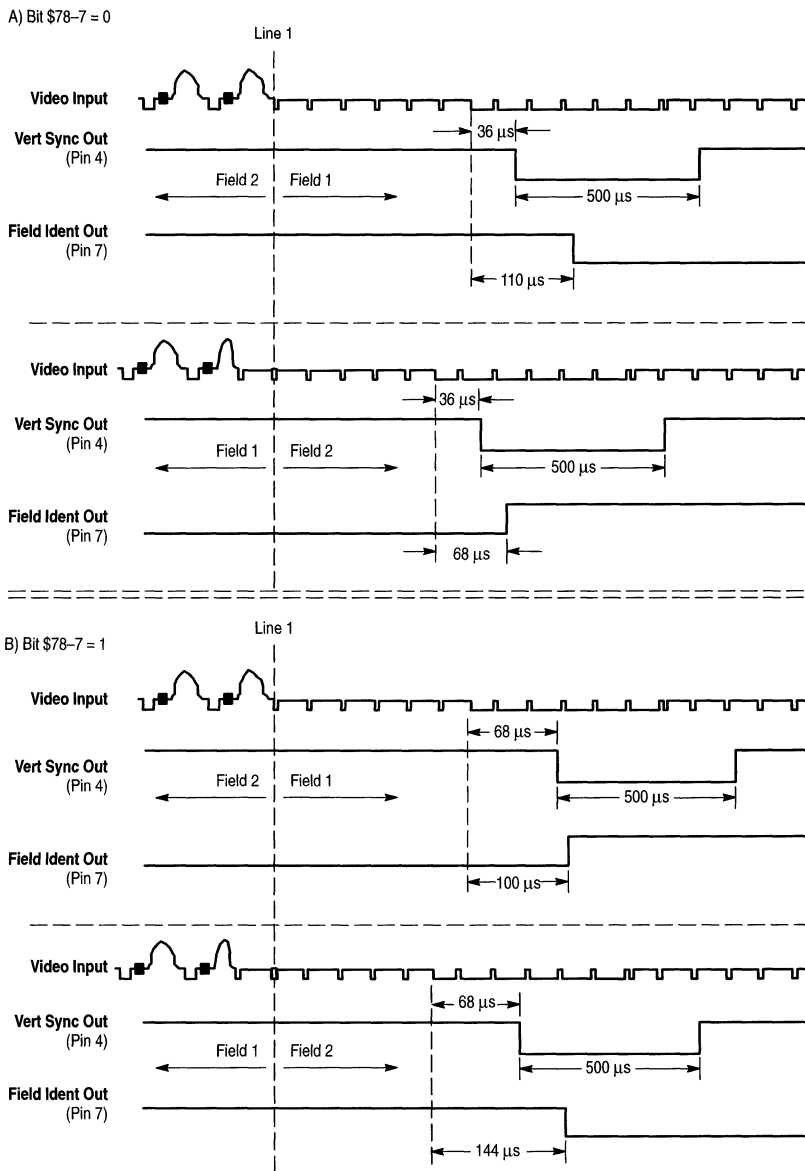 A) Bit $78–7 = 0
Line 1
Video Input
36 µs
Vert Sync Out
(Pin 4)
Field 2
Field 1
500 µs
Field Ident Out
(Pin 7)
110 µs
Video Input
36 µs
Vert Sync Out
(Pin 4)
Field 1
Field 2
500 µs
Field Ident Out
(Pin 7)
68 µs
Line 1
B) Bit $78–7 = 1
Video Input
68 µs
Vert Sync Out
(Pin 4)
Field 2
Field 1
500 µs
Field Ident Out
(Pin 7)
100 µs
Video Input
68 µs
Vert Sync Out
(Pin 4)
Field 1
Field 2
500 µs
Field Ident Out
(Pin 7)
144 µs